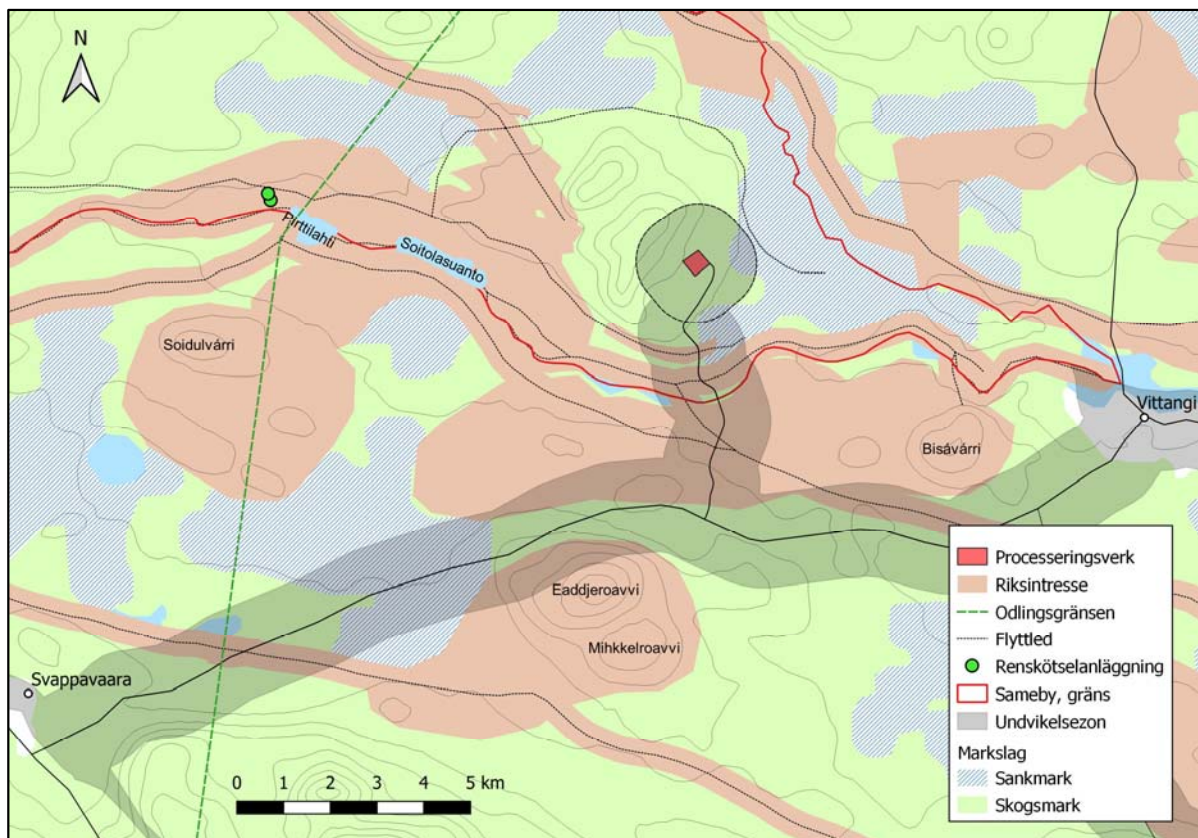 N
Pirttilahti
Soitolasuanto
Soidulvárri
Vittangi
Bisávárri
Eaddjeroavvi
Mihkkelroavvi
Svappavaara
0 1 2 3 4 5 km
Processeringsverk
Riksintresse
Odlingsgränsen
Flyttled
Renskötselanläggning
Sameby, gräns
Undvikelsezon
Markslag
Sankmark
Skogsmark